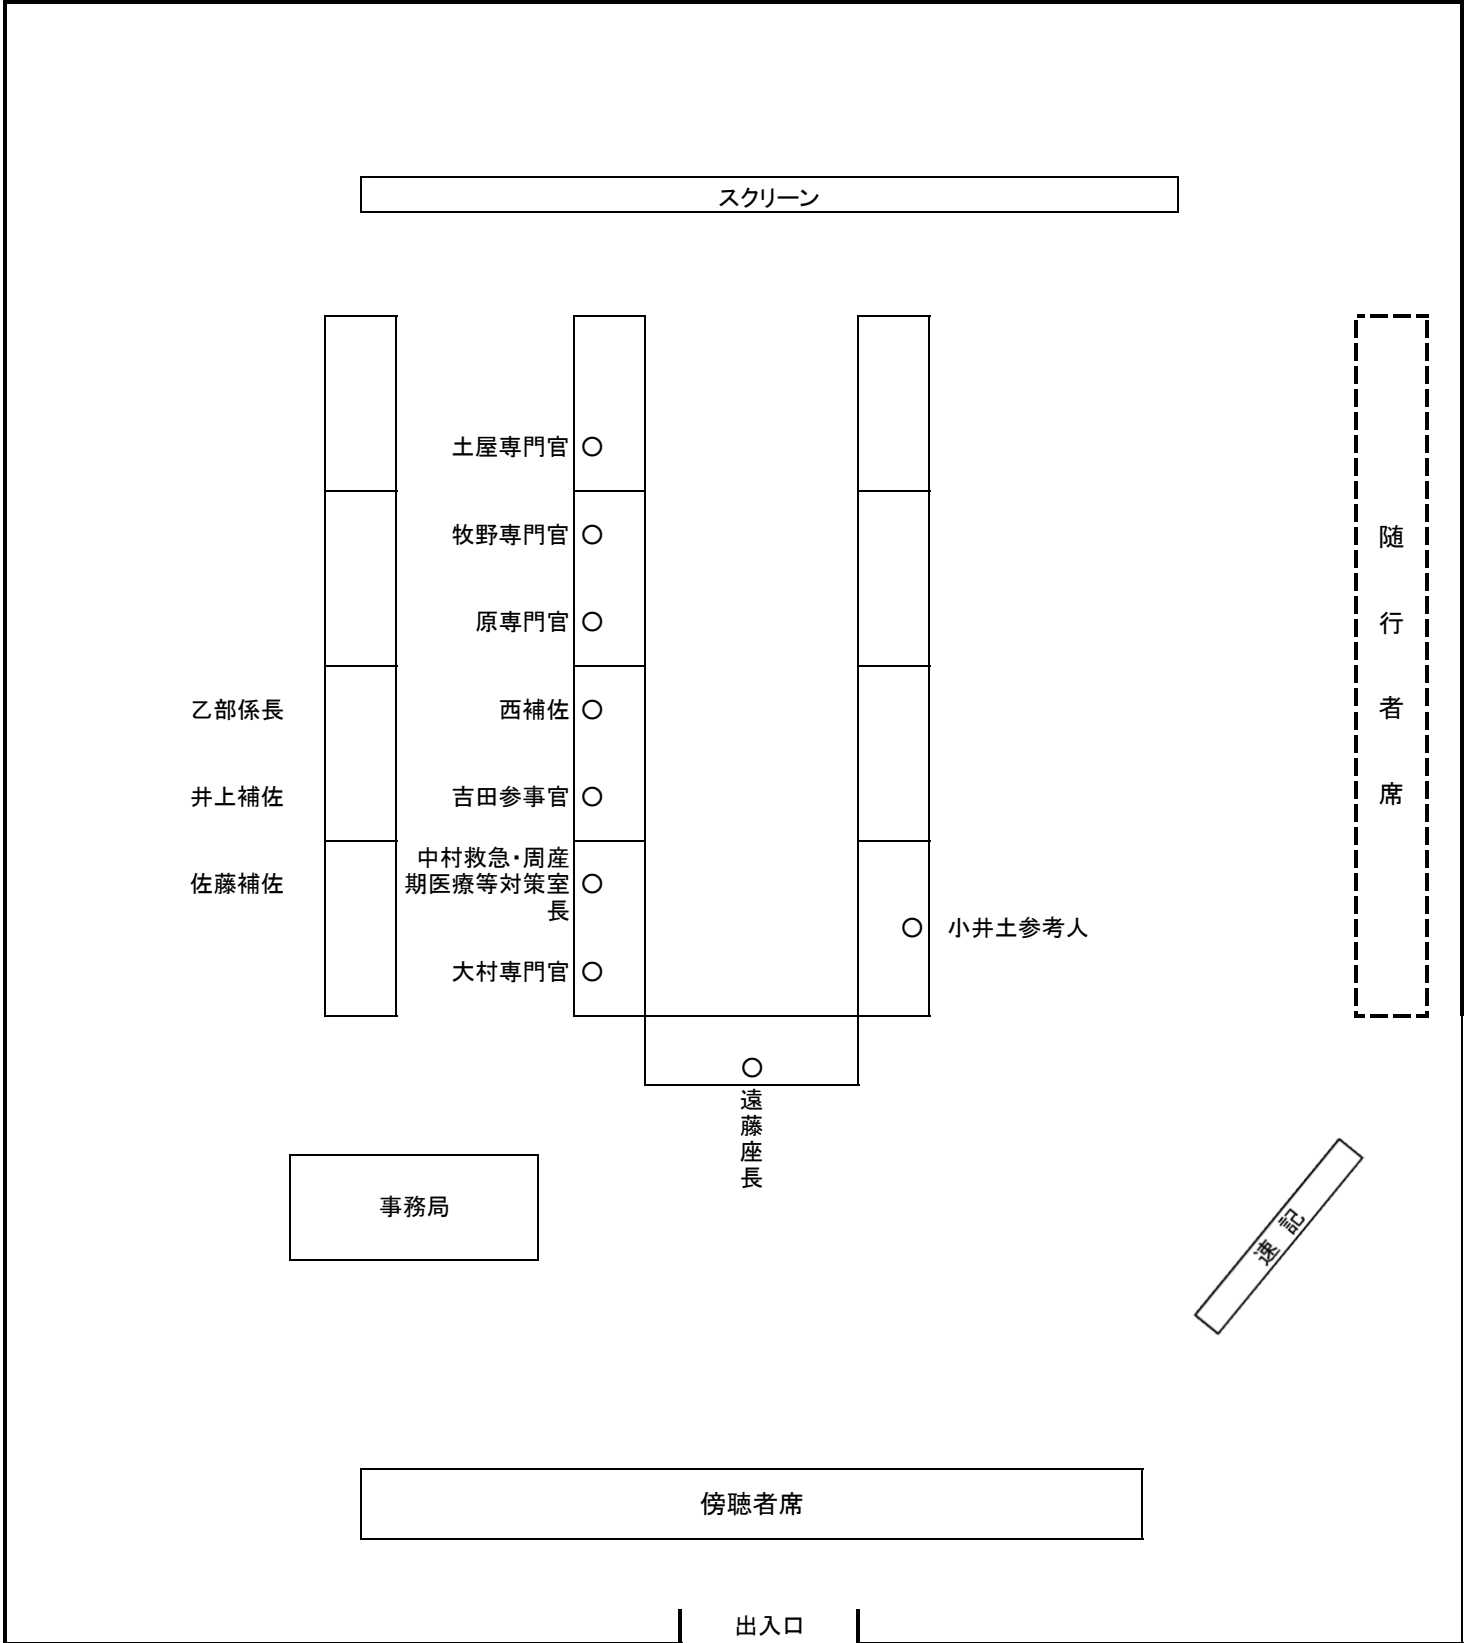 スクリーン
土屋専門官 ○
牧野専門官 ○
原専門官 ○
乙部係長
西補佐 ○
井上補佐
吉田参事官 ○
佐藤補佐
中村救急・周産
期医療等対策室 ○
長
大村専門官 ○
○ 小井土参考人
随行者席
○
遠藤座長
事務局
速記
傍聴者席
出入口